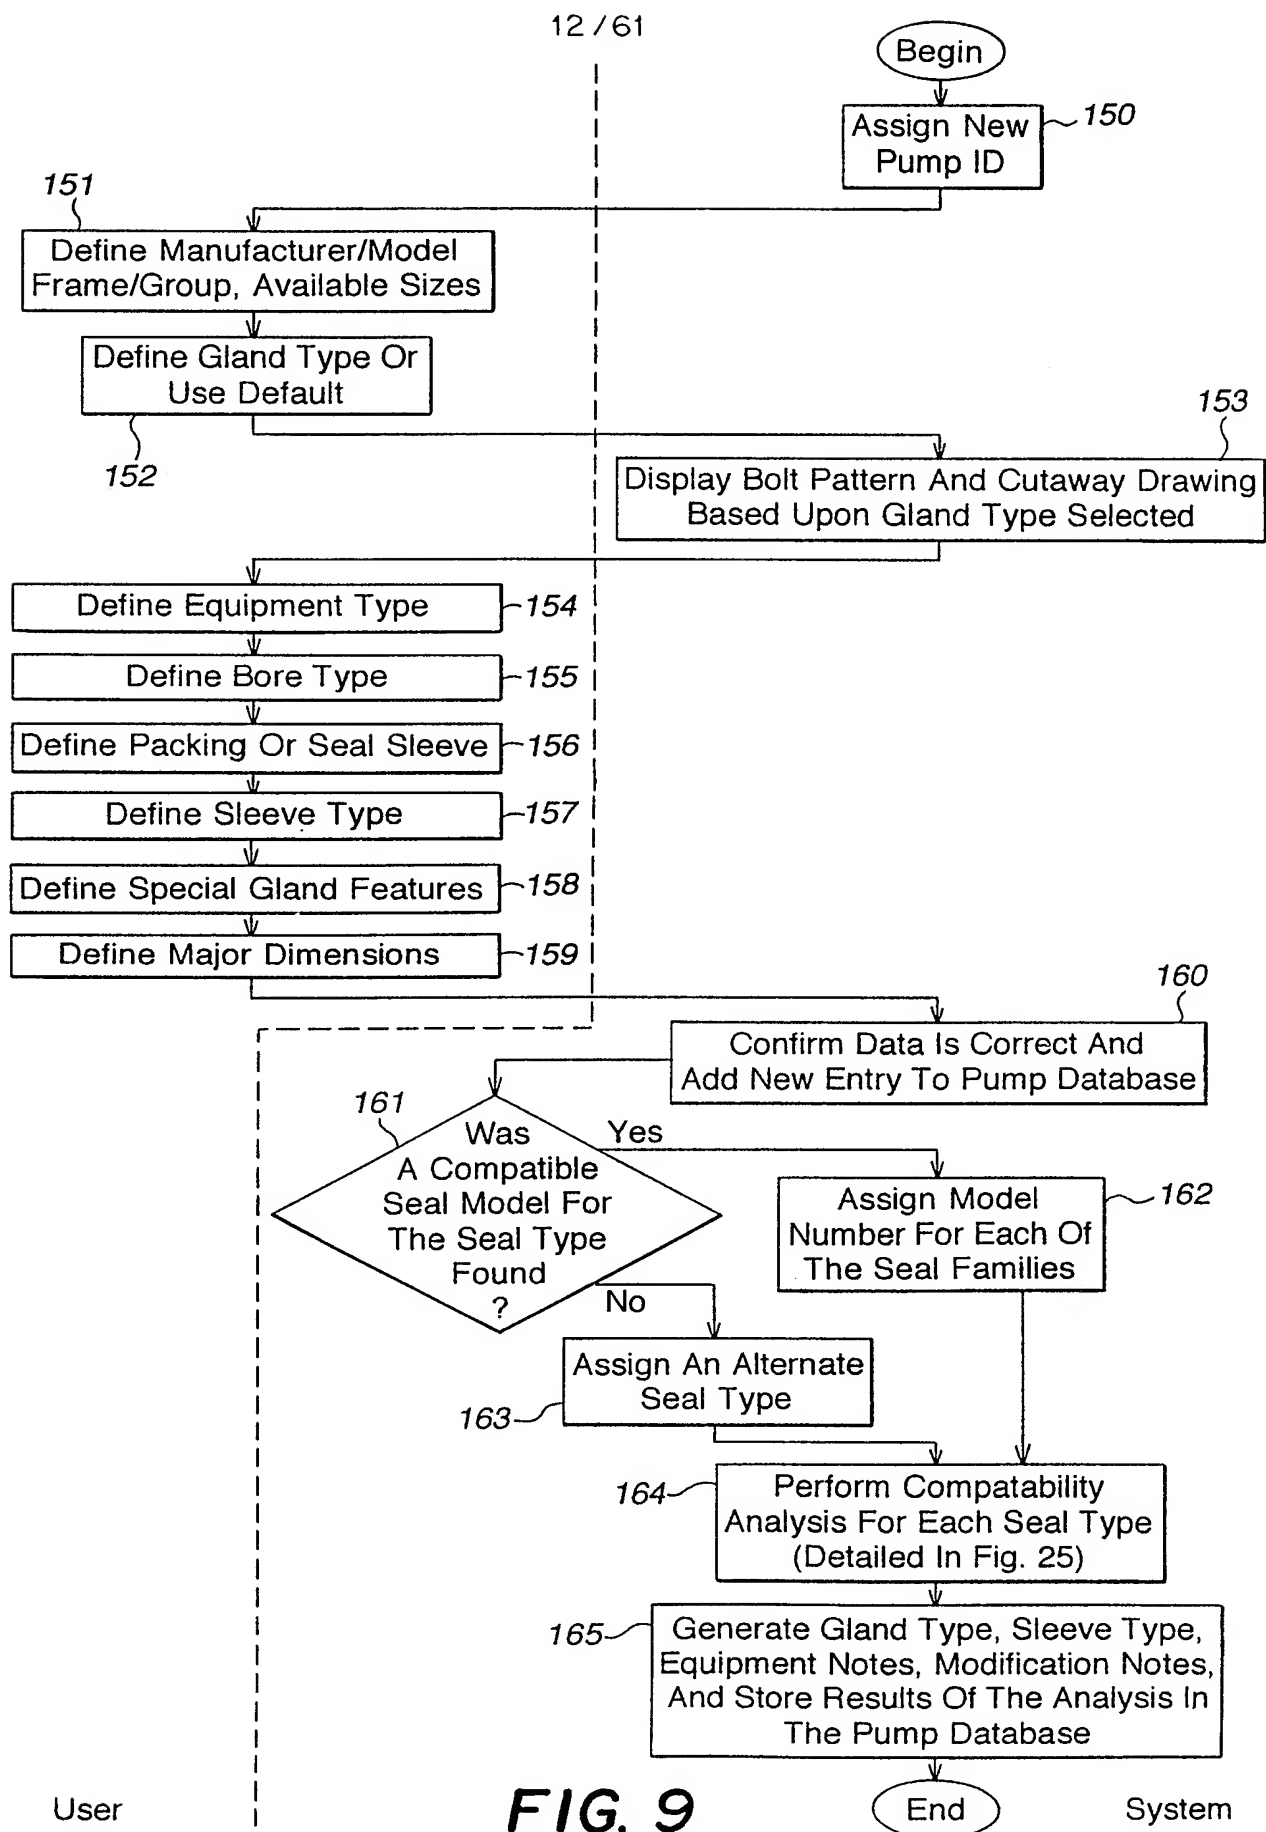 12/61
Begin
Assign New
Pump ID
150
151
Define Manufacturer/Model
Frame/Group, Available Sizes
Define Gland Type Or
Use Default
152
153
Display Bolt Pattern And Cutaway Drawing
Based Upon Gland Type Selected
Define Equipment Type
154
Define Bore Type
155
Define Packing Or Seal Sleeve
156
Define Sleeve Type
157
Define Special Gland Features
158
Define Major Dimensions
159
160
Confirm Data Is Correct And
Add New Entry To Pump Database
161
Was
A Compatible
Seal Model For
The Seal Type
Found
?
Yes
No
Assign Model
Number For Each Of
The Seal Families
162
Assign An Alternate
Seal Type
163
164
Perform Compatability
Analysis For Each Seal Type
(Detailed In Fig. 25)
165
Generate Gland Type, Sleeve Type,
Equipment Notes, Modification Notes,
And Store Results Of The Analysis In
The Pump Database
User
FIG. 9
End
System